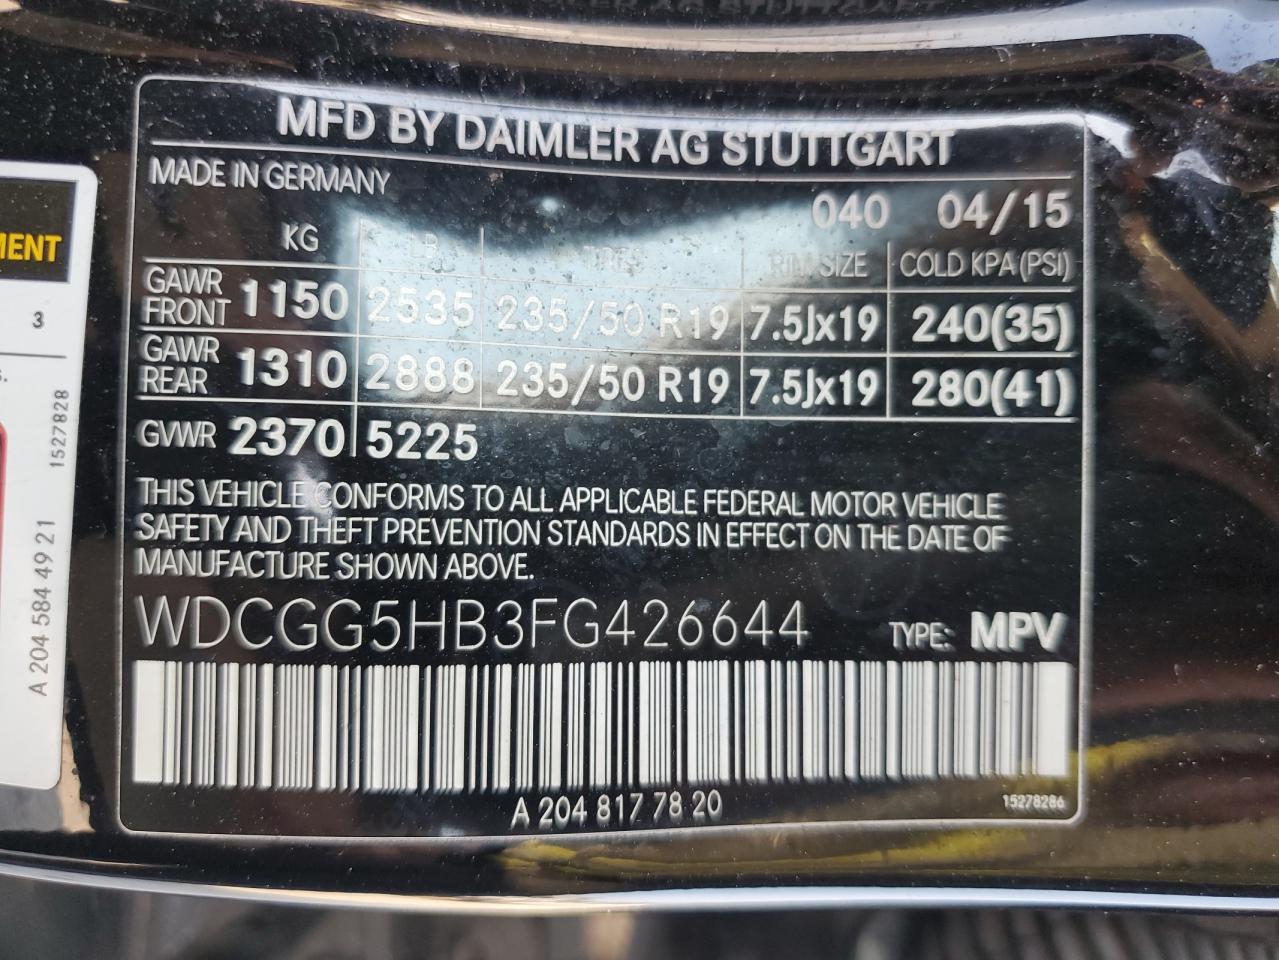 MFD BY DAIMLER AG STUTTGART
MADE IN GERMANY
040 04/15
KG LB TIRES RIM SIZE COLD KPA (PSI)
GAWR FRONT 1150 2535 235/50 R19 7.5Jx19 240(35)
GAWR REAR 1310 2888 235/50 R19 7.5Jx19 280(41)
GVWR 2370 5225
THIS VEHICLE CONFORMS TO ALL APPLICABLE FEDERAL MOTOR VEHICLE
SAFETY AND THEFT PREVENTION STANDARDS IN EFFECT ON THE DATE OF
MANUFACTURE SHOWN ABOVE.
WDCGG5HB3FG426644 TYPE: MPV
A 204 817 78 20
15278286
MENT
3
s.
A 204 584 49 21 1527828